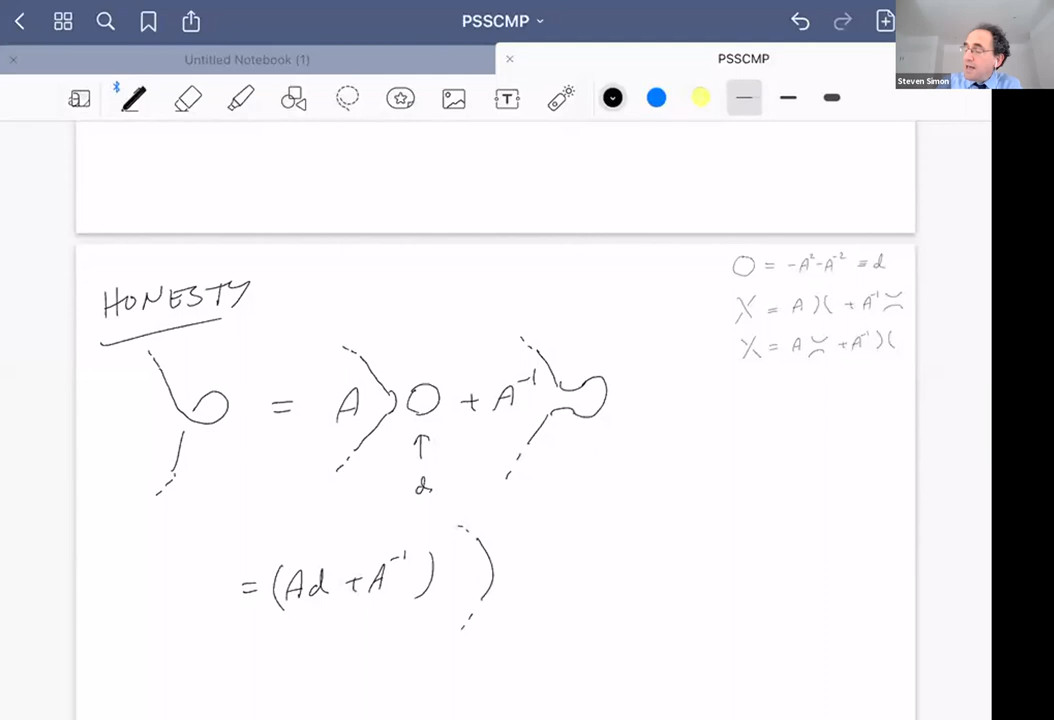 PSSCMP
Untitled Notebook (1)
PSSCMP
Steven Simon
T
HONESTY
O = -A² -A⁻² = d
= A )( + A⁻¹
= A + A⁻¹ )(
= A ) O + A⁻¹
↑
d
= (Ad + A⁻¹) )